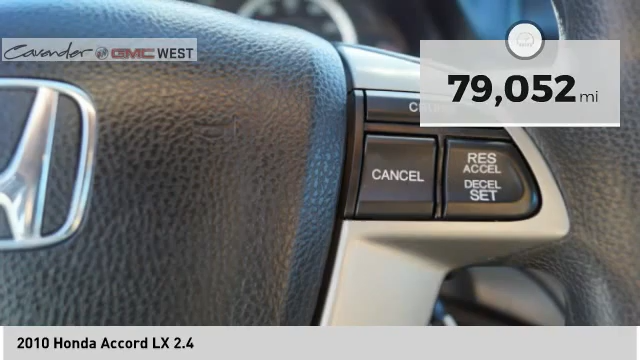 Cavender GMC WEST
79,052 mi
CANCEL
RES
ACCEL
DECEL
SET
2010 Honda Accord LX 2.4